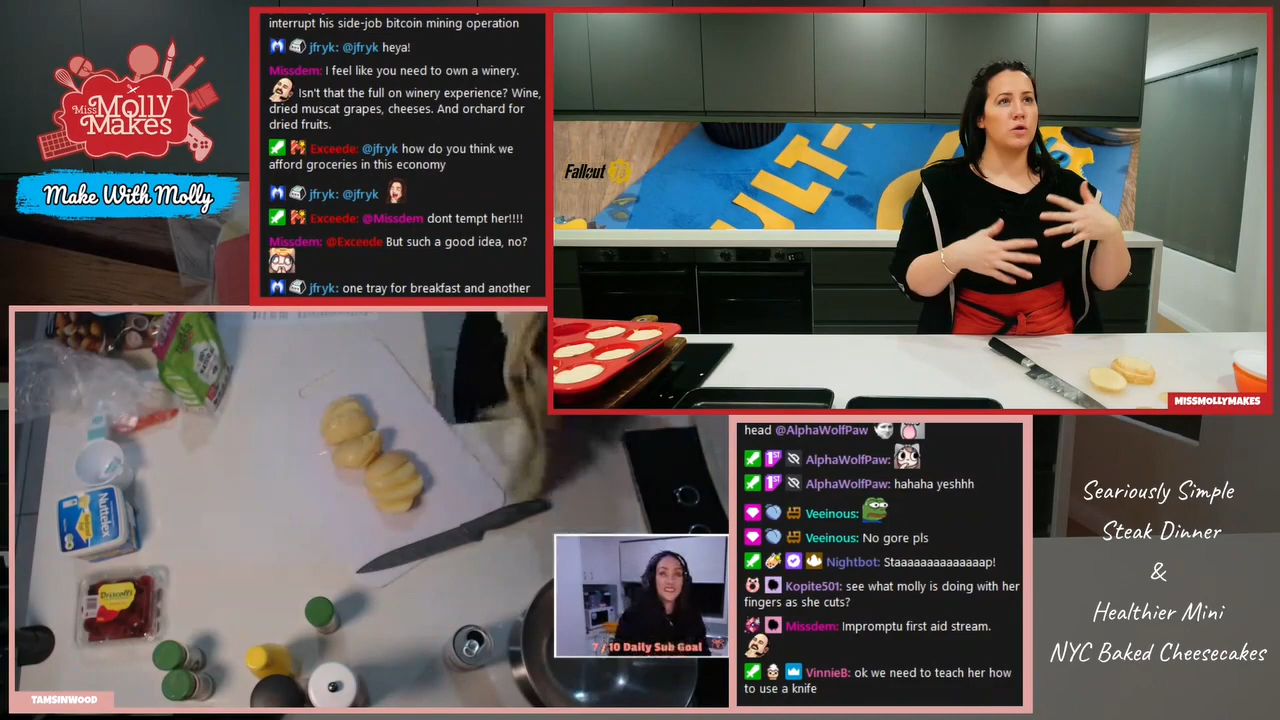 Miss
Molly
Makes
Make With Molly
interrupt his side-job bitcoin mining operation
jfryk: @jfryk heya!
Missdem: I feel like you need to own a winery.
Isn't that the full on winery experience? Wine,
dried muscat grapes, cheeses. And orchard for
dried fruits.
Exceede: @jfryk how do you think we
afford groceries in this economy
jfryk: @jfryk
Exceede: @Missdem dont tempt her!!!!
Missdem: @Exceede But such a good idea, no?
jfryk: one tray for breakfast and another
Fallout
MISSMOLLYMAKES
Nuttelex
Driscoll's
7 / 10 Daily Sub Goal
TAMSINWOOD
head @AlphaWolfPaw
1ST AlphaWolfPaw:
1ST AlphaWolfPaw: hahaha yeshhh
Veeinous:
Veeinous: No gore pls
Nightbot: Staaaaaaaaaaaaap!
Kopite501: see what molly is doing with her
fingers as she cuts?
Missdem: Impromptu first aid stream.
VinnieB: ok we need to teach her how
to use a knife
Seariously Simple
Steak Dinner
&
Healthier Mini
NYC Baked Cheesecakes